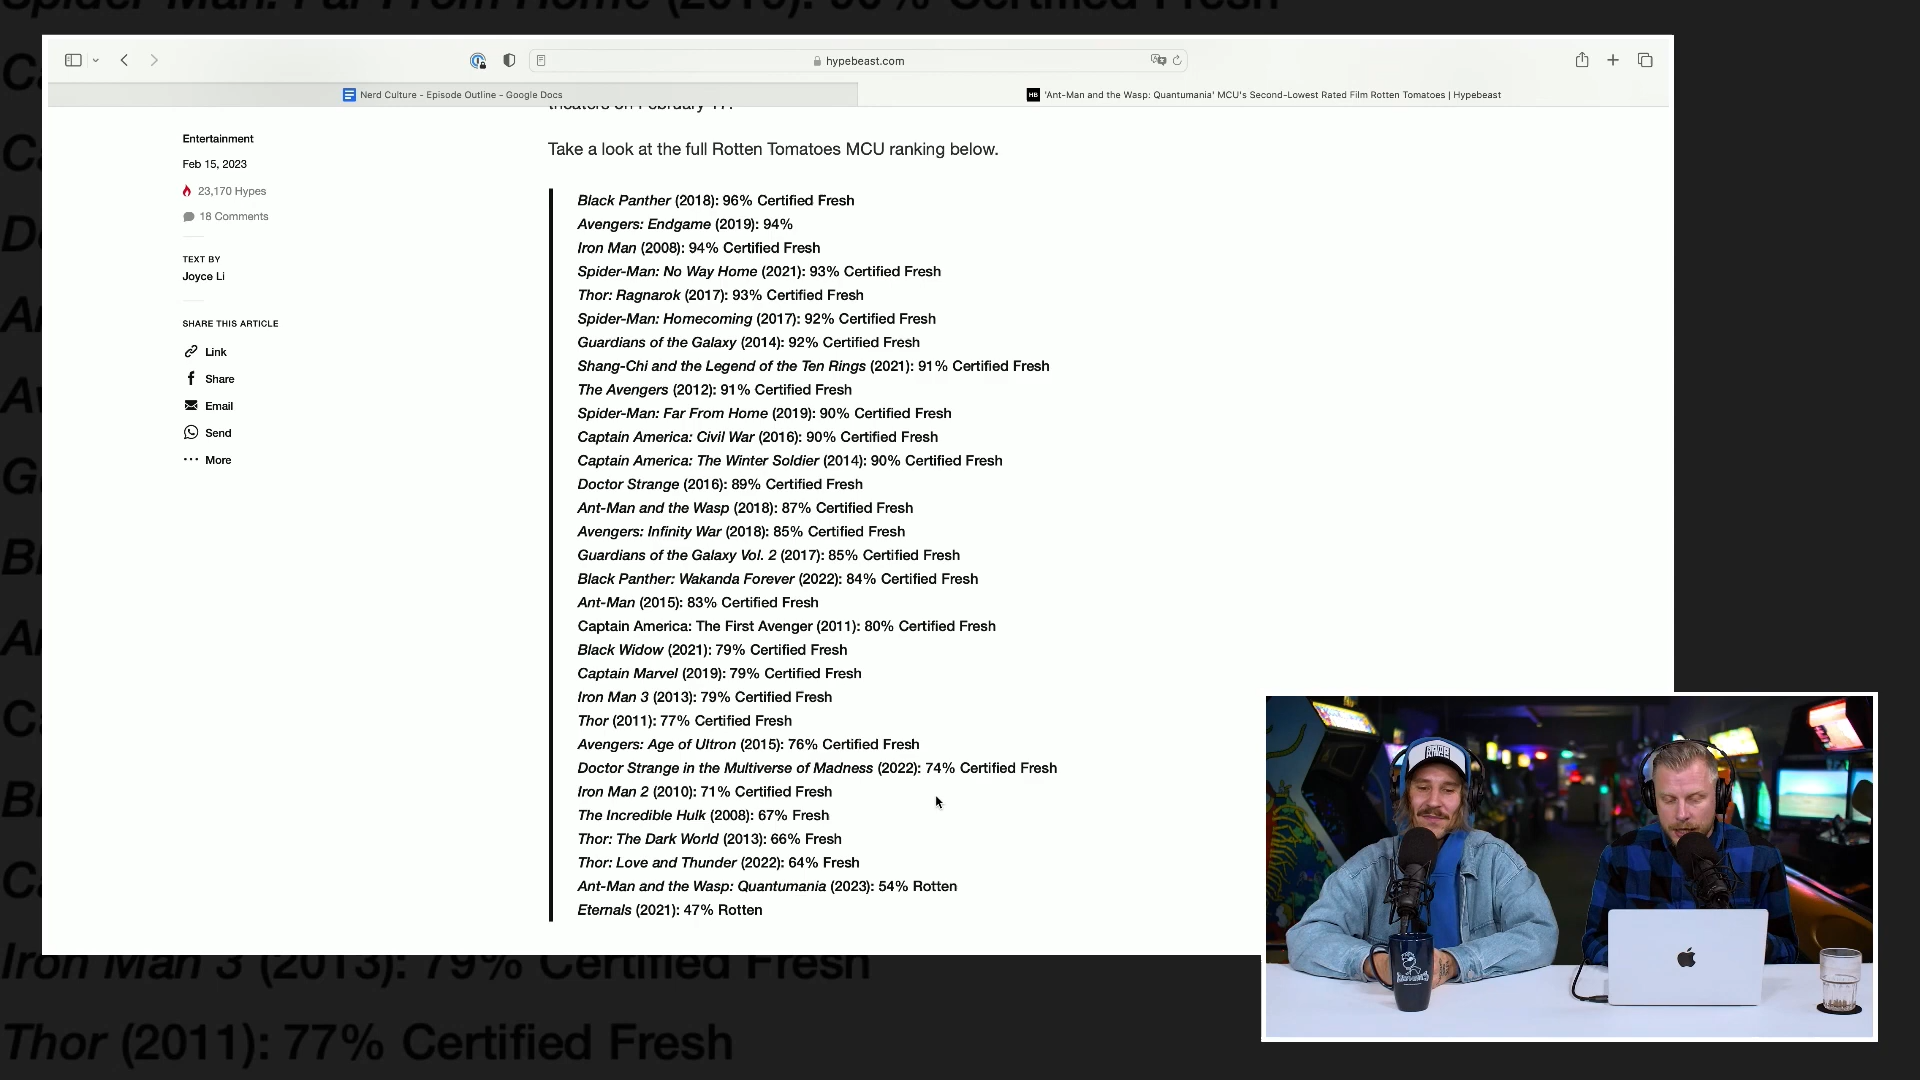 Spider-Man: Far From Home (2019): 90% Certified Fresh
hypebeast.com
Nerd Culture - Episode Outline - Google Docs
HB
'Ant-Man and the Wasp: Quantumania' MCU's Second-Lowest Rated Film Rotten Tomatoes | Hypebeast
theaters on February 17.
Entertainment
Feb 15, 2023
23,170 Hypes
18 Comments
TEXT BY
Joyce Li
SHARE THIS ARTICLE
Link
Share
Email
Send
More
Take a look at the full Rotten Tomatoes MCU ranking below.
Black Panther (2018): 96% Certified Fresh
Avengers: Endgame (2019): 94%
Iron Man (2008): 94% Certified Fresh
Spider-Man: No Way Home (2021): 93% Certified Fresh
Thor: Ragnarok (2017): 93% Certified Fresh
Spider-Man: Homecoming (2017): 92% Certified Fresh
Guardians of the Galaxy (2014): 92% Certified Fresh
Shang-Chi and the Legend of the Ten Rings (2021): 91% Certified Fresh
The Avengers (2012): 91% Certified Fresh
Spider-Man: Far From Home (2019): 90% Certified Fresh
Captain America: Civil War (2016): 90% Certified Fresh
Captain America: The Winter Soldier (2014): 90% Certified Fresh
Doctor Strange (2016): 89% Certified Fresh
Ant-Man and the Wasp (2018): 87% Certified Fresh
Avengers: Infinity War (2018): 85% Certified Fresh
Guardians of the Galaxy Vol. 2 (2017): 85% Certified Fresh
Black Panther: Wakanda Forever (2022): 84% Certified Fresh
Ant-Man (2015): 83% Certified Fresh
Captain America: The First Avenger (2011): 80% Certified Fresh
Black Widow (2021): 79% Certified Fresh
Captain Marvel (2019): 79% Certified Fresh
Iron Man 3 (2013): 79% Certified Fresh
Thor (2011): 77% Certified Fresh
Avengers: Age of Ultron (2015): 76% Certified Fresh
Doctor Strange in the Multiverse of Madness (2022): 74% Certified Fresh
Iron Man 2 (2010): 71% Certified Fresh
The Incredible Hulk (2008): 67% Fresh
Thor: The Dark World (2013): 66% Fresh
Thor: Love and Thunder (2022): 64% Fresh
Ant-Man and the Wasp: Quantumania (2023): 54% Rotten
Eternals (2021): 47% Rotten
Iron Man 3 (2013): 79% Certified Fresh
Thor (2011): 77% Certified Fresh